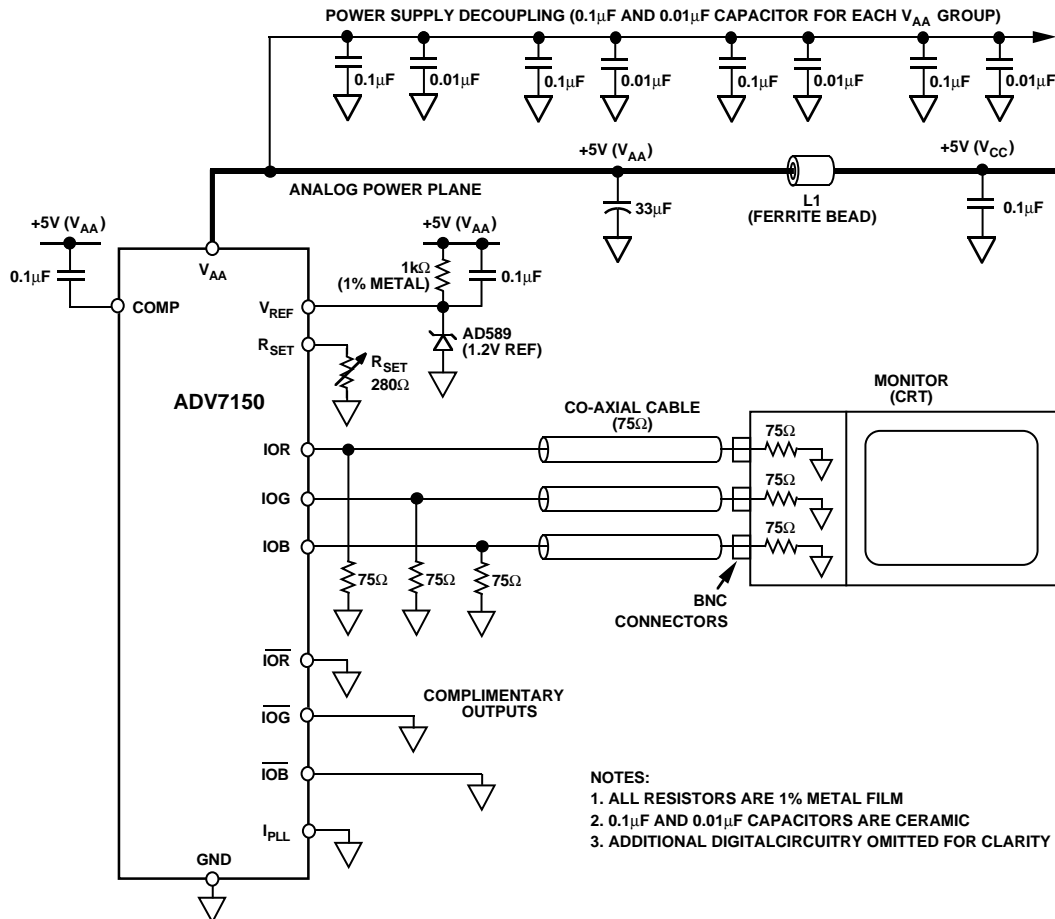 POWER SUPPLY DECOUPLING (0.1μF AND 0.01μF CAPACITOR FOR EACH VAA GROUP)
0.1μF 0.01μF 0.1μF 0.01μF 0.1μF 0.01μF 0.1μF 0.01μF
+5V (VAA) +5V (VCC)
ANALOG POWER PLANE
33μF
L1
(FERRITE BEAD)
0.1μF
+5V (VAA)
0.1μF
+5V (VAA)
1kΩ
(1% METAL)
0.1μF
VAA
COMP
VREF
AD589
(1.2V REF)
RSET
RSET
280Ω
ADV7150
MONITOR
(CRT)
CO-AXIAL CABLE
(75Ω)
75Ω
IOR
75Ω
IOG
75Ω
IOB
75Ω 75Ω 75Ω
BNC
CONNECTORS
IOR
COMPLIMENTARY
OUTPUTS
IOG
IOB
IPLL
GND
NOTES:
1. ALL RESISTORS ARE 1% METAL FILM
2. 0.1μF AND 0.01μF CAPACITORS ARE CERAMIC
3. ADDITIONAL DIGITALCIRCUITRY OMITTED FOR CLARITY